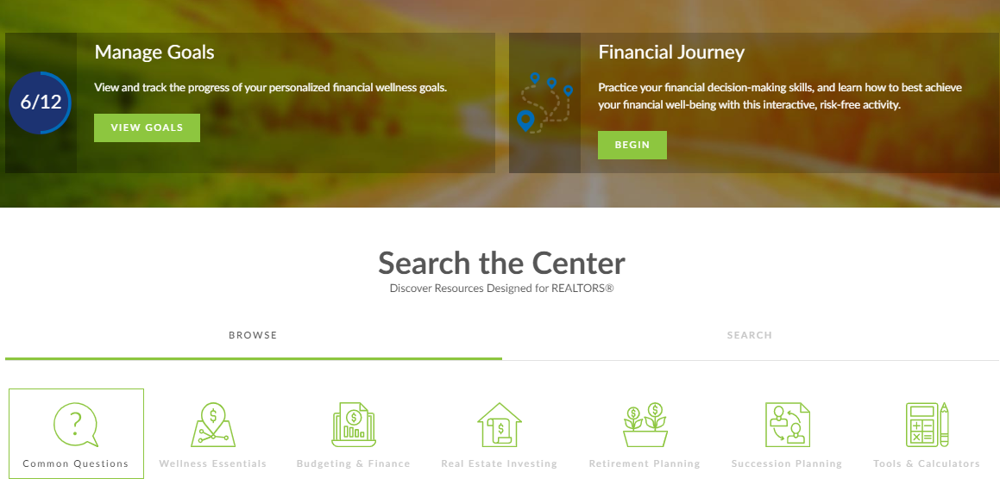 Manage Goals
6/12
View and track the progress of your personalized financial wellness goals.
VIEW GOALS
Financial Journey
Practice your financial decision-making skills, and learn how to best achieve
your financial well-being with this interactive, risk-free activity.
BEGIN
Search the Center
Discover Resources Designed for REALTORS®
BROWSE
SEARCH
?
$
$
$
$ $
Common Questions
Wellness Essentials
Budgeting & Finance
Real Estate Investing
Retirement Planning
Succession Planning
Tools & Calculators